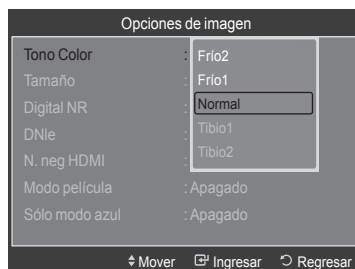 Opciones de imagen
Tono Color : Frío2
Tamaño : Frío1
Digital NR : Normal
DNIe : Tibio1
N. neg HDMI : Tibio2
Modo película : Apagado
Sólo modo azul : Apagado
Mover Ingresar Regresar